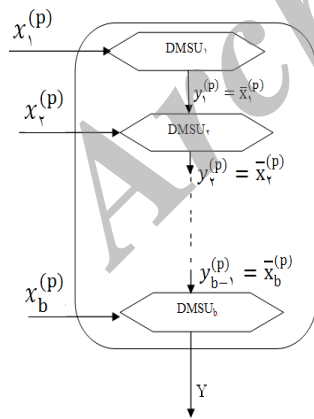 x₁⁽ᵖ⁾
DMSU₁
y₁⁽ᵖ⁾ = x̄₁⁽ᵖ⁾
x₂⁽ᵖ⁾
DMSU₂
y₂⁽ᵖ⁾ = x̄₂⁽ᵖ⁾
y_{b-1}^{(p)} = x̄_b^{(p)}
x_b^{(p)}
DMSU_b
Y